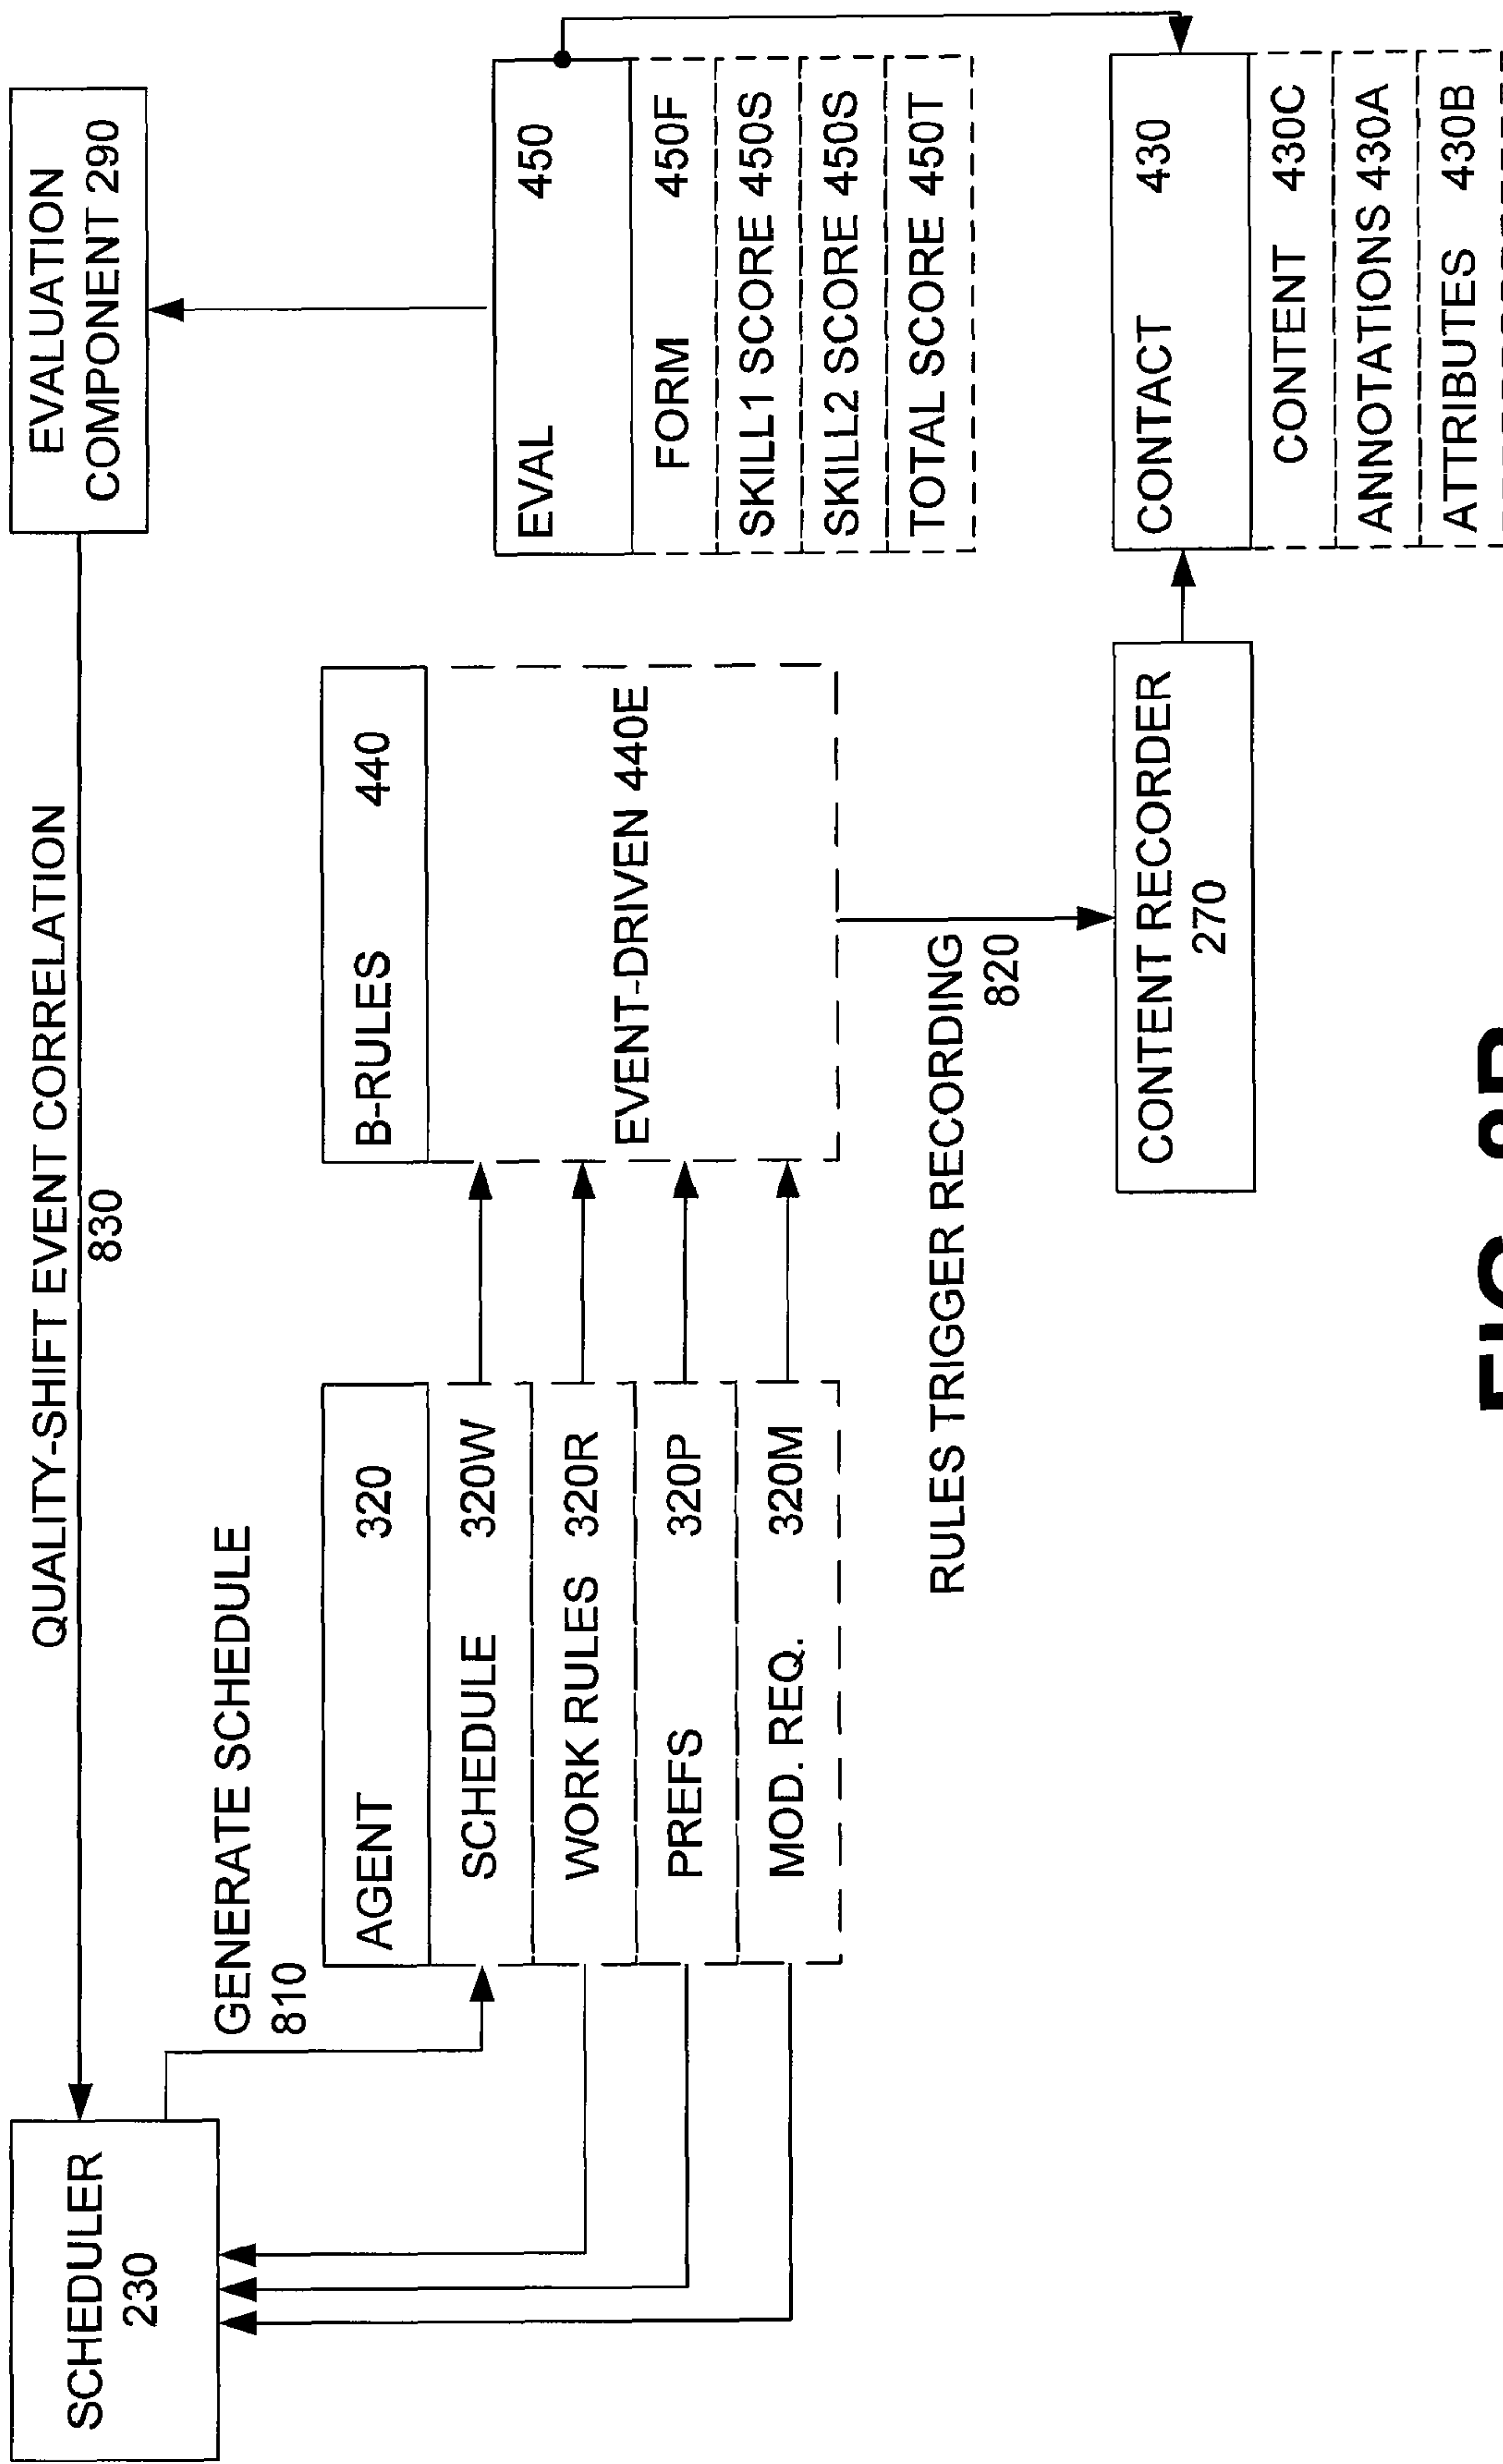 QUALITY-SHIFT EVENT CORRELATION
830
SCHEDULER
230
EVALUATION
COMPONENT 290
GENERATE SCHEDULE
810
AGENT 320
SCHEDULE 320W
WORK RULES 320R
PREFS 320P
MOD. REQ. 320M
B-RULES 440
EVENT-DRIVEN 440E
EVAL 450
FORM 450F
SKILL1 SCORE 450S
SKILL2 SCORE 450S
TOTAL SCORE 450T
RULES TRIGGER RECORDING
820
CONTENT RECORDER
270
CONTACT 430
CONTENT 430C
ANNOTATIONS 430A
ATTRIBUTES 430B